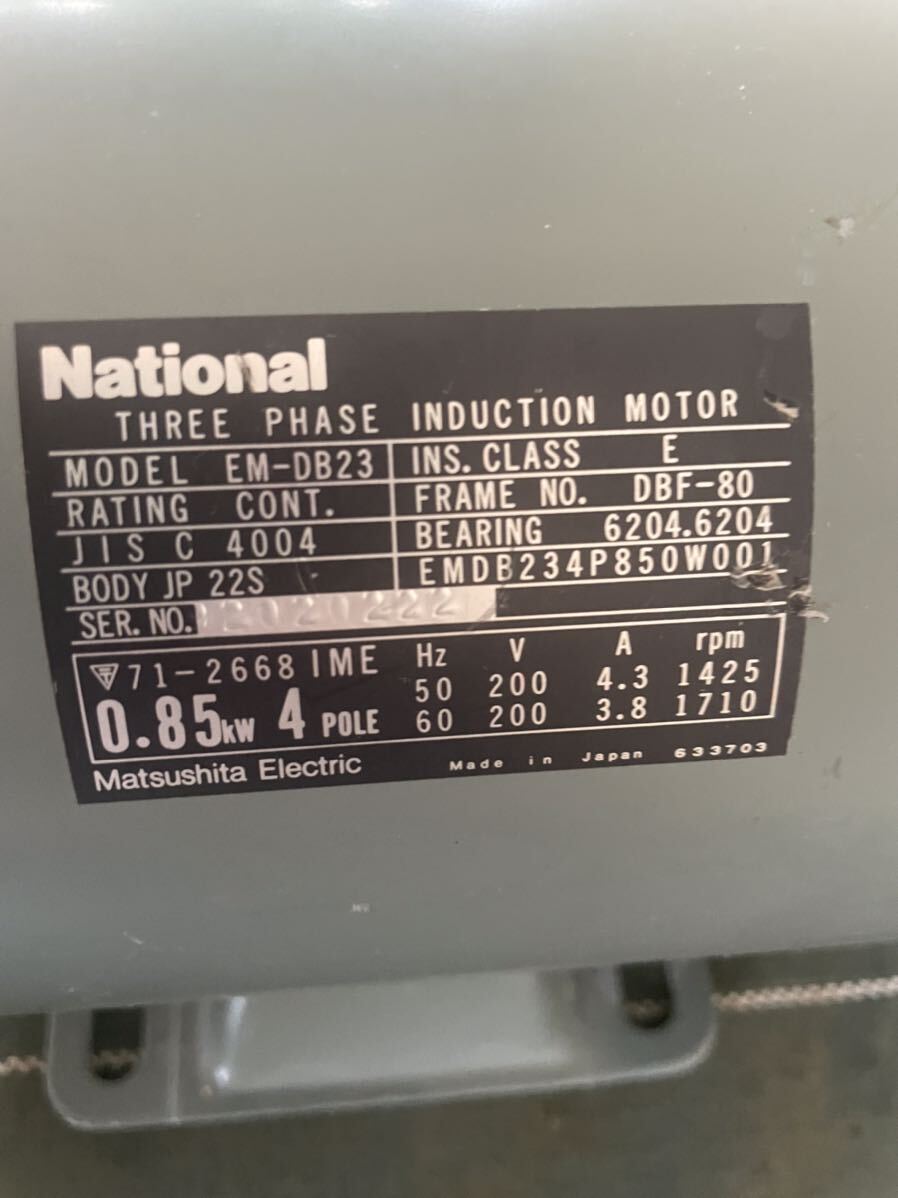 National
THREE PHASE INDUCTION MOTOR
MODEL EM-DB23 INS. CLASS E
RATING CONT. FRAME NO. DBF-80
JIS C 4004 BEARING 6204.6204
BODY JP 22S EMDB234P850W001
SER. NO. 2020222
71-2668 IME Hz V A rpm
50 200 4.3 1425
0.85kW 4 POLE 60 200 3.8 1710
Matsushita Electric Made in Japan 633703